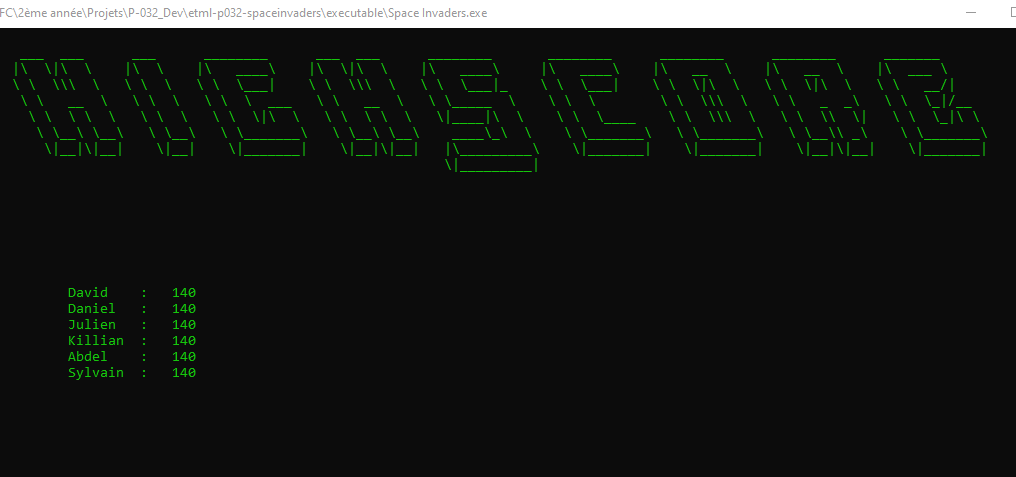 FC\2ème année\Projets\P-032_Dev\etml-p032-spaceinvaders\executable\Space Invaders.exe
HIGHSCORE
David : 140
Daniel : 140
Julien : 140
Killian : 140
Abdel : 140
Sylvain : 140